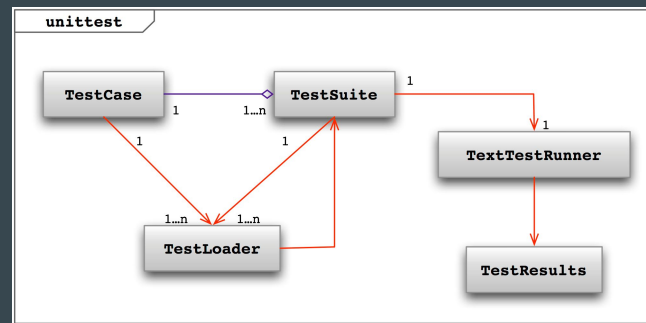 unittest
TestCase
TestSuite
1
1…n
1
1
TextTestRunner
1
1
1…n
1…n
TestLoader
TestResults